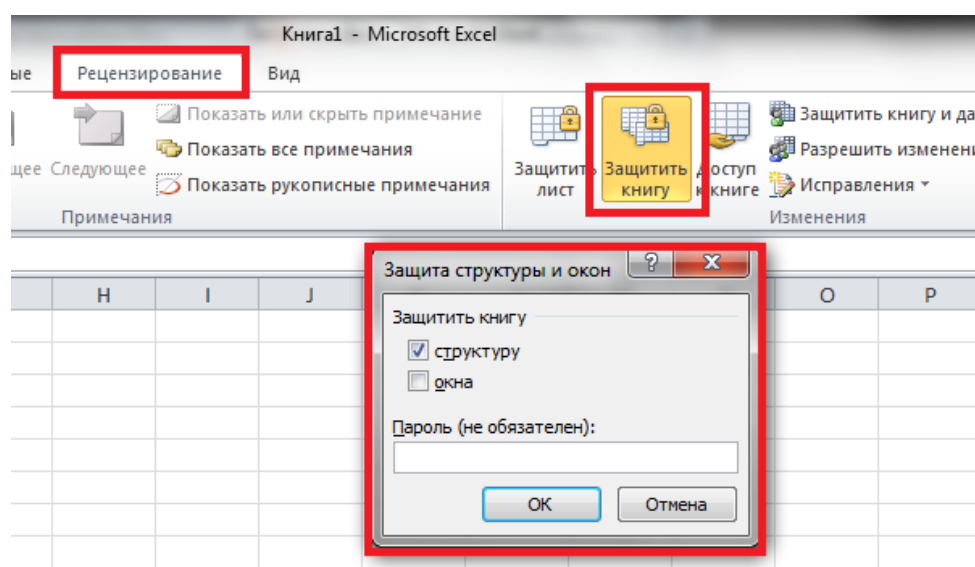 Книга1 - Microsoft Excel
ые Рецензирование Вид
Показать или скрыть примечание
Показать все примечания
Показать рукописные примечания
щее Следующее
Примечания
Защитить лист
Защитить книгу
Доступ к книге
Защитить книгу и да
Разрешить изменени
Исправления
Изменения
H I J O P
Защита структуры и окон
?
X
Защитить книгу
структуру
окна
Пароль (не обязателен):
ОК Отмена